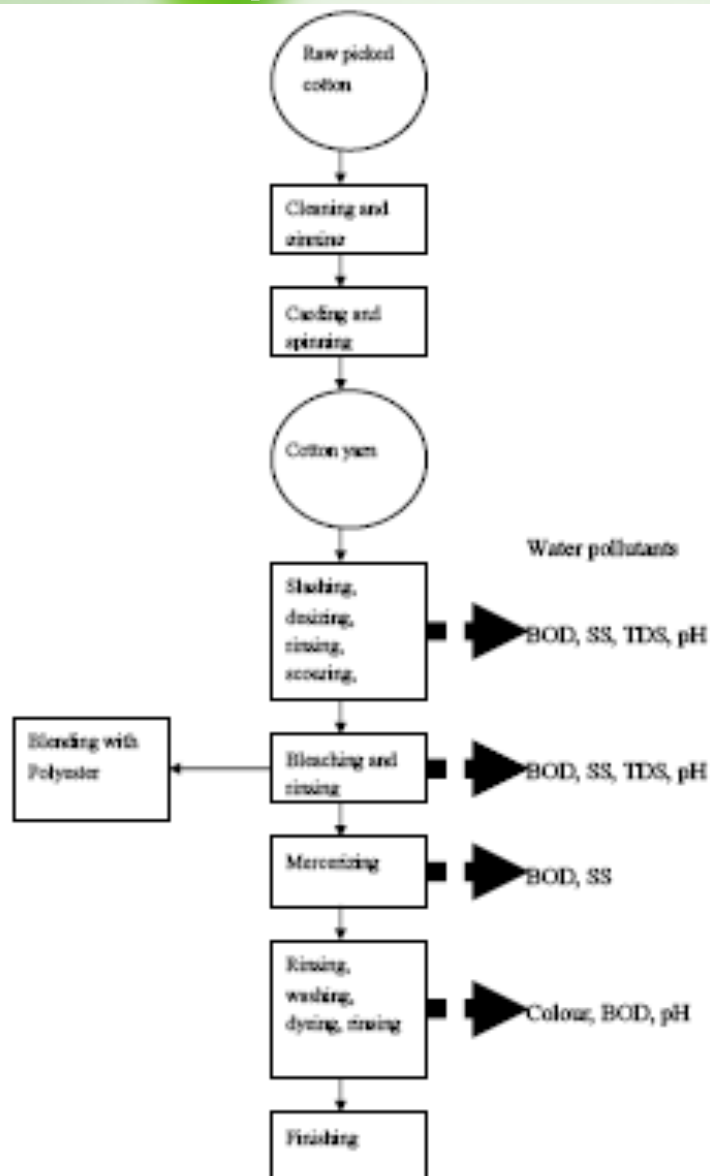 Raw picked
cotton
Cleaning and
ginning
Carding and
spinning
Cotton yarn
Water pollutants
Slashing,
desizing,
rinsing,
scouring,
BOD, SS, TDS, pH
Blending with
Polyester
Bleaching and
rinsing
BOD, SS, TDS, pH
Mercerizing
BOD, SS
Rinsing,
washing,
dyeing, rinsing
Colour, BOD, pH
Finishing